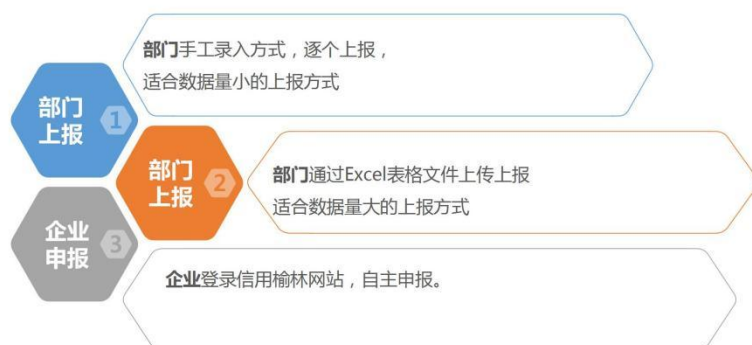 部门手工录入方式，逐个上报，
适合数据量小的上报方式
部门
上报
1
部门
上报
2
部门通过Excel表格文件上传上报
适合数据量大的上报方式
企业
申报
3
企业登录信用榆林网站，自主申报。